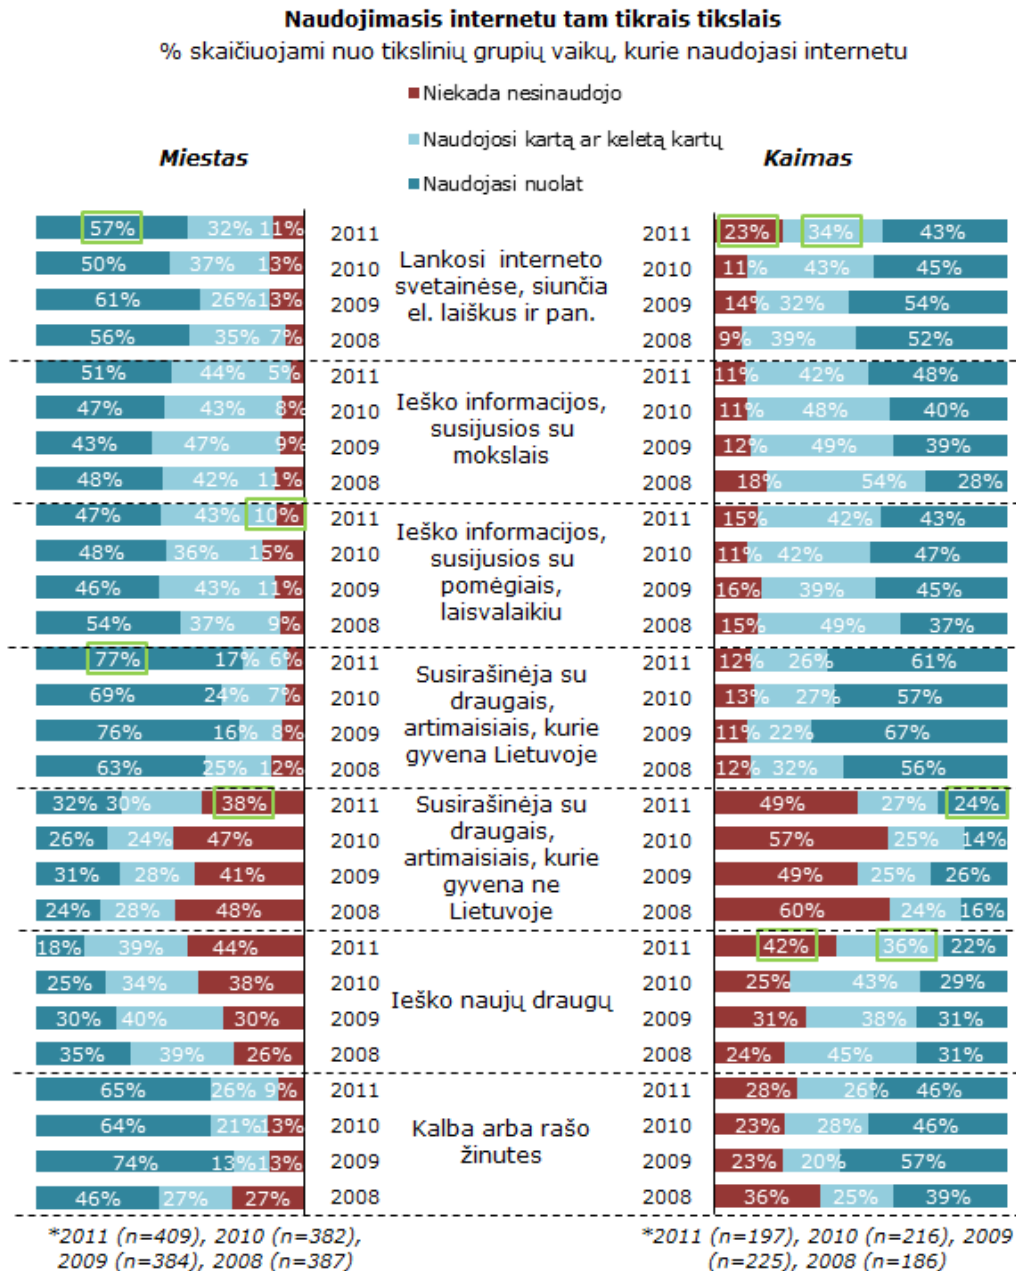 Naudojimasis internetu tam tikrais tikslais
% skaičiuojami nuo tikslinių grupių vaikų, kurie naudojasi internetu
Niekada nesinaudojo
Naudojosi kartą ar keletą kartų
Naudojasi nuolat
Miestas
Kaimas
57% 32% 11% 2011 2011 23% 34% 43%
50% 37% 13% 2010 2010 11% 43% 45%
61% 26% 13% 2009 2009 14% 32% 54%
56% 35% 7% 2008 2008 9% 39% 52%
Lankosi interneto
svetainėse, siunčia
el. laiškus ir pan.
51% 44% 5% 2011 2011 11% 42% 48%
47% 43% 8% 2010 2010 11% 48% 40%
43% 47% 9% 2009 2009 12% 49% 39%
48% 42% 11% 2008 2008 18% 54% 28%
Ieško informacijos,
susijusios su
mokslais
47% 43% 10% 2011 2011 15% 42% 43%
48% 36% 15% 2010 2010 11% 42% 47%
46% 43% 11% 2009 2009 16% 39% 45%
54% 37% 9% 2008 2008 15% 49% 37%
Ieško informacijos,
susijusios su
pomėgiais,
laisvalaikiu
77% 17% 6% 2011 2011 12% 26% 61%
69% 24% 7% 2010 2010 13% 27% 57%
76% 16% 8% 2009 2009 11% 22% 67%
63% 25% 12% 2008 2008 12% 32% 56%
Susirašinėja su
draugais,
artimaisiais, kurie
gyvena Lietuvoje
32% 30% 38% 2011 2011 49% 27% 24%
26% 24% 47% 2010 2010 57% 25% 14%
31% 28% 41% 2009 2009 49% 25% 26%
24% 28% 48% 2008 2008 60% 24% 16%
Susirašinėja su
draugais,
artimaisiais, kurie
gyvena ne
Lietuvoje
18% 39% 44% 2011 2011 42% 36% 22%
25% 34% 38% 2010 2010 25% 43% 29%
30% 40% 30% 2009 2009 31% 38% 31%
35% 39% 26% 2008 2008 24% 45% 31%
Ieško naujų draugų
65% 26% 9% 2011 2011 28% 26% 46%
64% 21% 13% 2010 2010 23% 28% 46%
74% 13% 13% 2009 2009 23% 20% 57%
46% 27% 27% 2008 2008 36% 25% 39%
Kalba arba rašo
žinutes
*2011 (n=409), 2010 (n=382),
2009 (n=384), 2008 (n=387)
*2011 (n=197), 2010 (n=216), 2009
(n=225), 2008 (n=186)